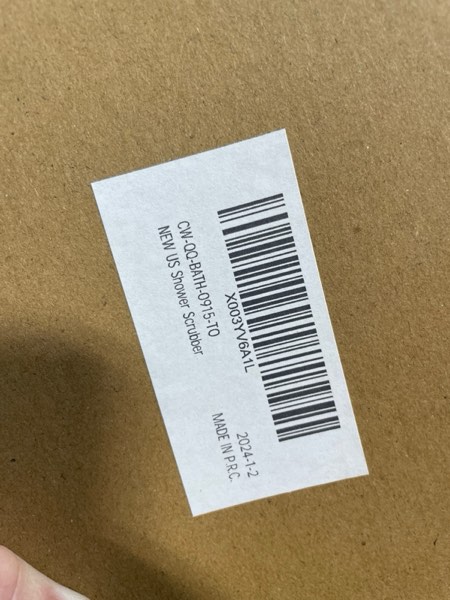 X003YV6A1L
CW-QQ-BATH-0915-TO
NEW US Shower Scrubber
2024-1-2
MADE IN P.R.C.